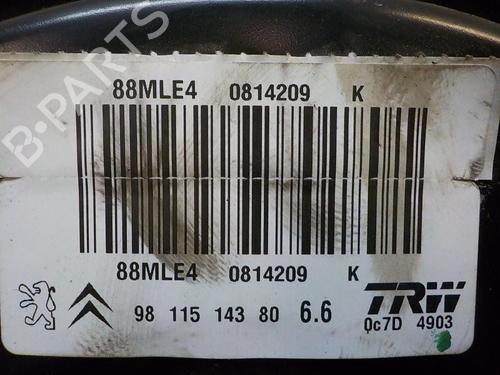 88MLE4 0814209 K
B-PARTS
88MLE4 0814209 K
98 115 143 80 6.6
TRW
0c7D 4903